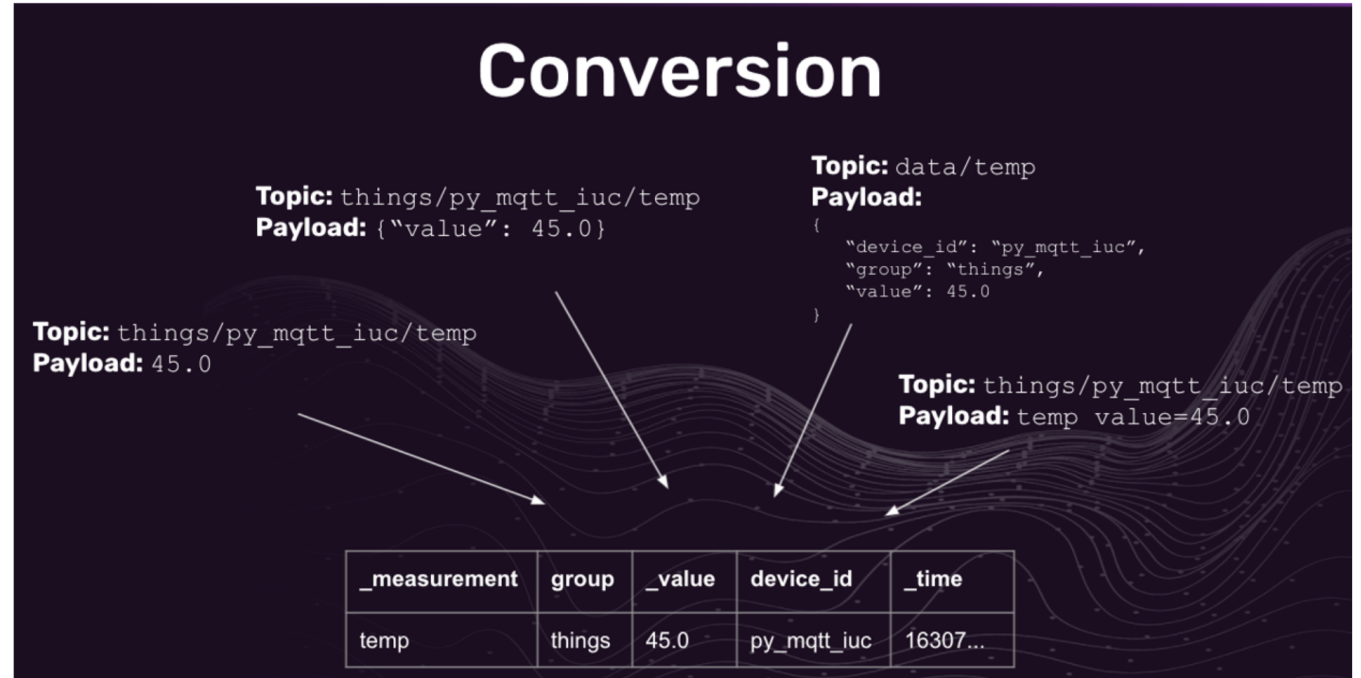 Conversion
Topic: things/py_mqtt_iuc/temp
Payload: {“value”: 45.0}
Topic: data/temp
Payload:
{
“device_id”: “py_mqtt_iuc”,
“group”: “things”,
“value”: 45.0
}
Topic: things/py_mqtt_iuc/temp
Payload: 45.0
Topic: things/py_mqtt_iuc/temp
Payload: temp value=45.0
_measurement group _value device_id _time
temp things 45.0 py_mqtt_iuc 16307...